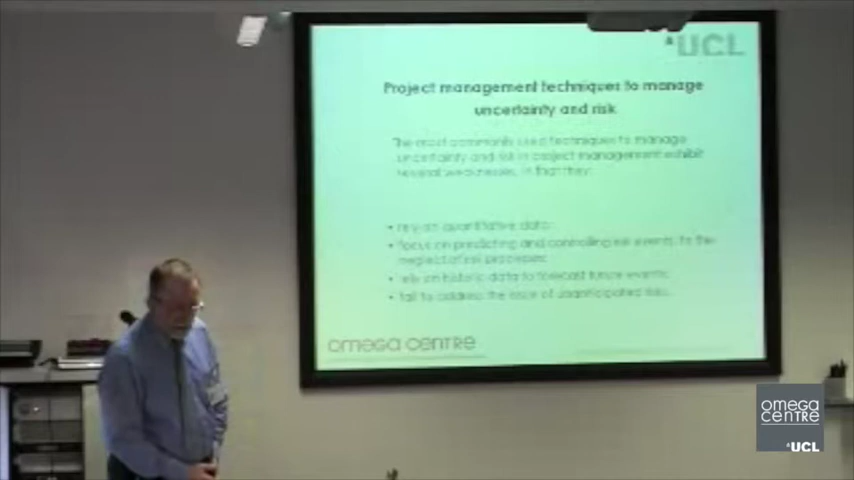 UCL
Project management techniques to manage
uncertainty and risk
The most commonly used techniques to manage
uncertainty and risk in project management exhibit
several weaknesses, in that they:
• rely on quantitative data
• focus on predicting and controlling risk events, to the
neglect of risk processes
• rely on historic data to forecast future events
• fail to address the issue of unanticipated risks
omega centre
omega
centre
UCL